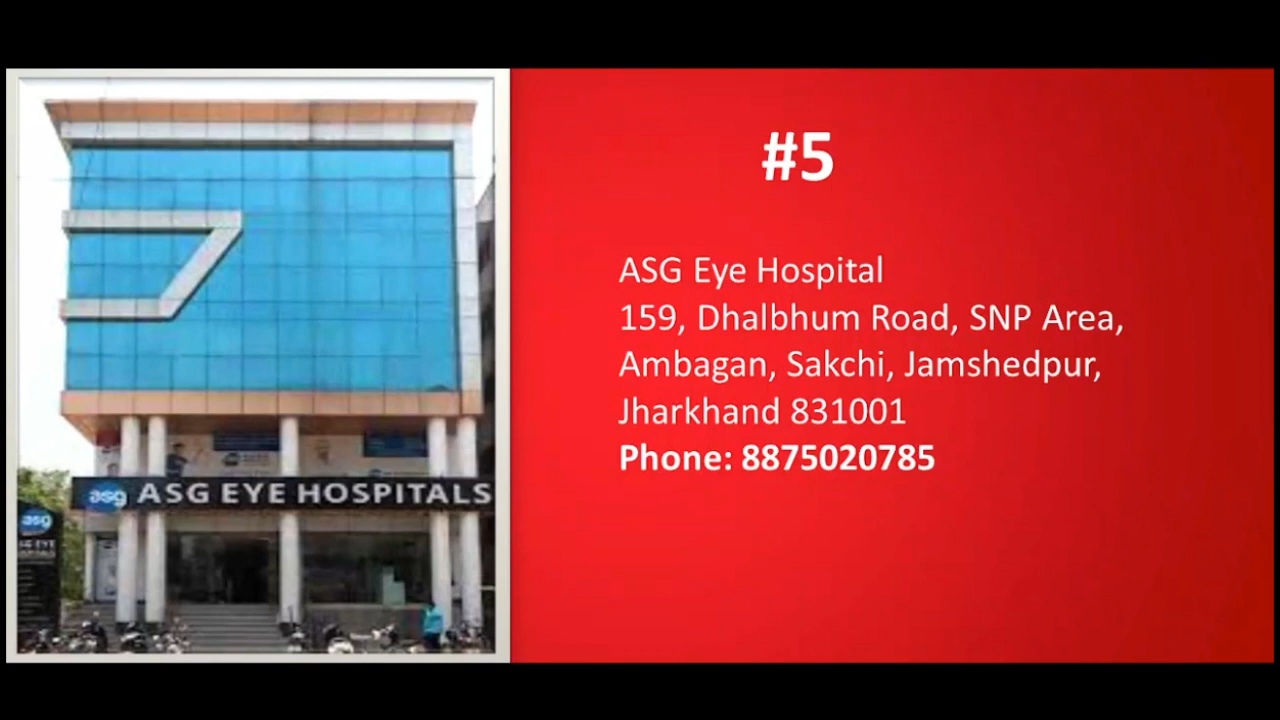 #5
ASG Eye Hospital
159, Dhalbhum Road, SNP Area,
Ambagan, Sakchi, Jamshedpur,
Jharkhand 831001
Phone: 8875020785
asg ASG EYE HOSPITALS
asg